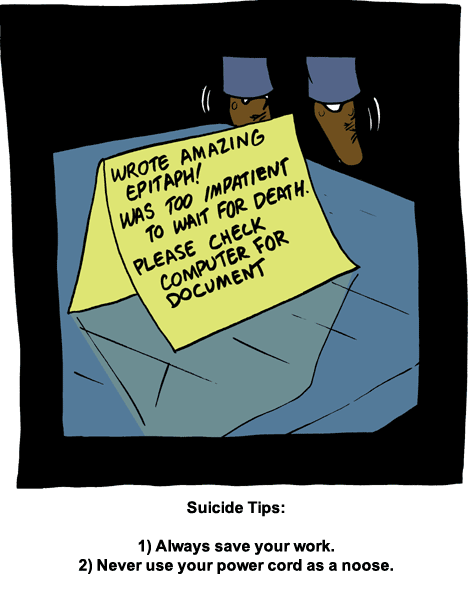 WROTE AMAZING
EPITAPH!
WAS TOO IMPATIENT
TO WAIT FOR DEATH.
PLEASE CHECK
COMPUTER FOR
DOCUMENT
Suicide Tips:
1) Always save your work.
2) Never use your power cord as a noose.